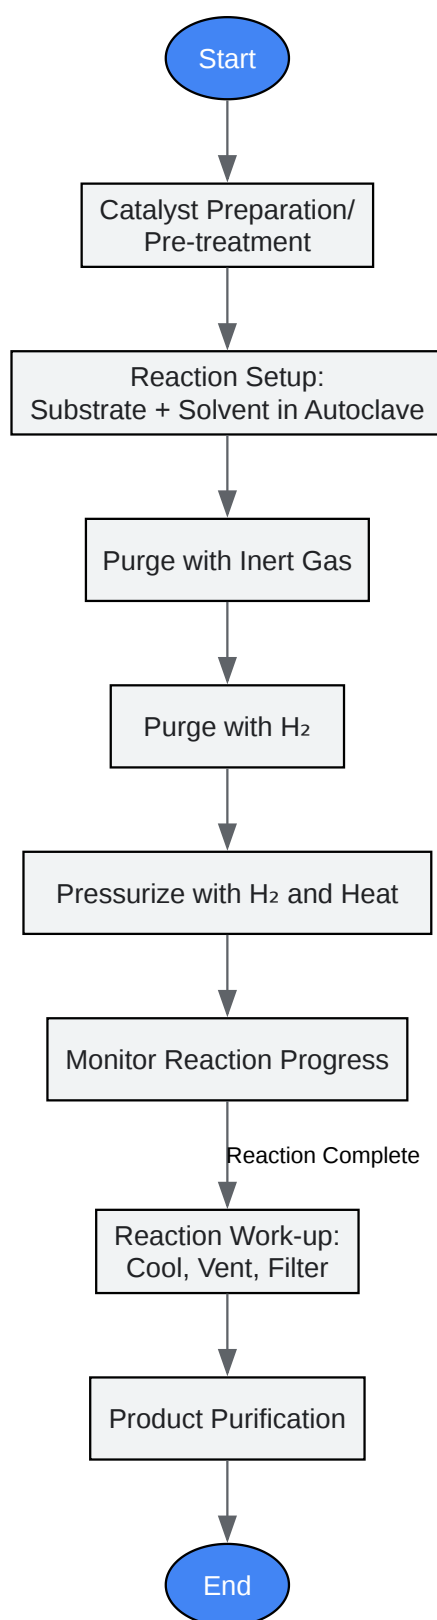 Start
Catalyst Preparation/
Pre-treatment
Reaction Setup:
Substrate + Solvent in Autoclave
Purge with Inert Gas
Purge with H₂
Pressurize with H₂ and Heat
Monitor Reaction Progress
Reaction Complete
Reaction Work-up:
Cool, Vent, Filter
Product Purification
End